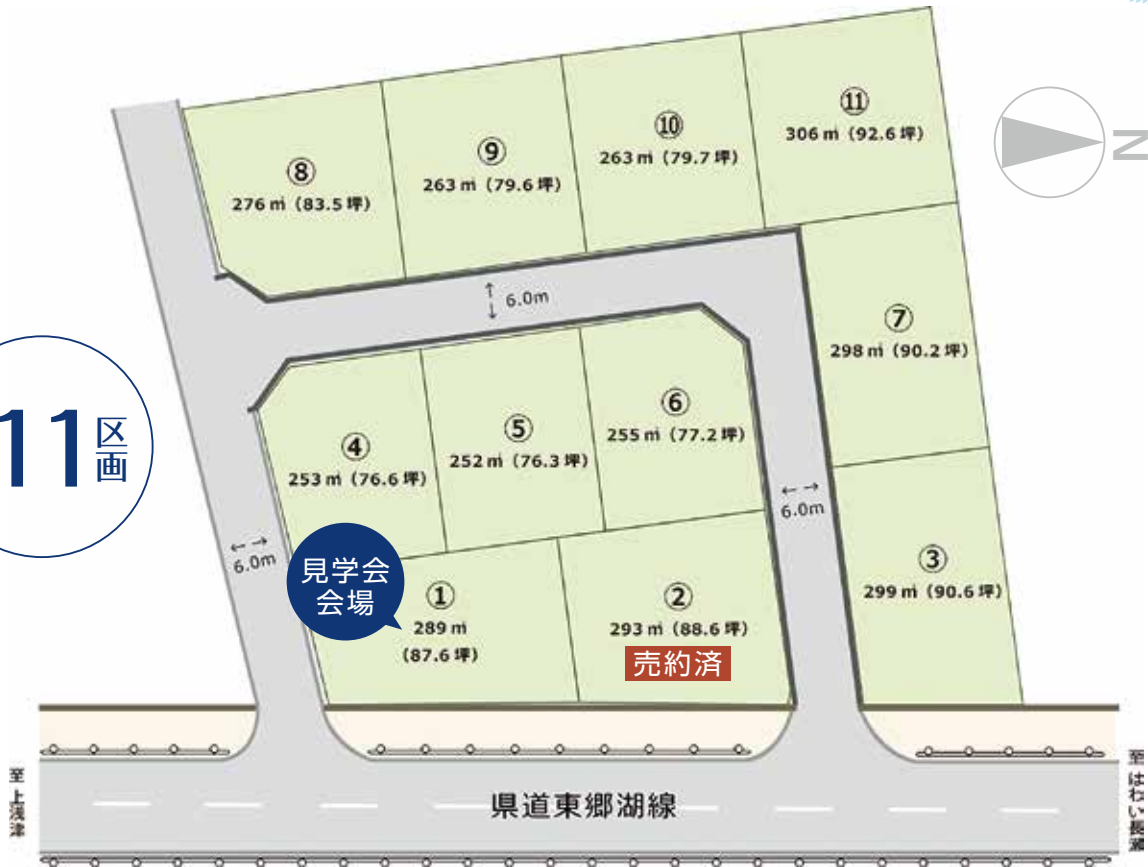 ⑧
276㎡（83.5坪）
⑨
263㎡（79.6坪）
⑩
263㎡（79.7坪）
⑪
306㎡（92.6坪）
N
6.0m
⑦
298㎡（90.2坪）
11区画
④
253㎡（76.6坪）
⑤
252㎡（76.3坪）
⑥
255㎡（77.2坪）
6.0m
6.0m
見学会
会場
①
289㎡
（87.6坪）
②
293㎡（88.6坪）
売約済
③
299㎡（90.6坪）
至上浅津
県道東郷湖線
至はわい長瀬